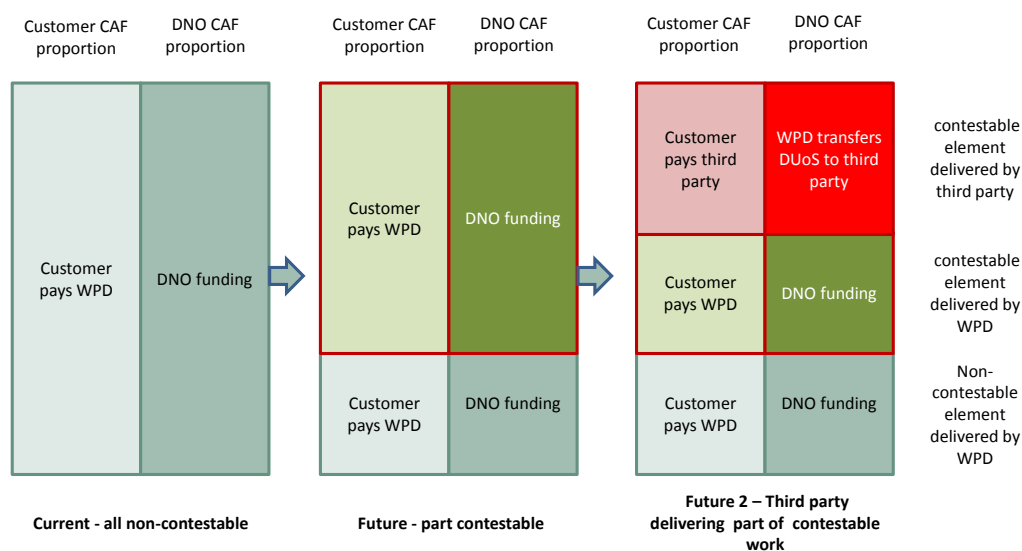 Customer CAF
proportion
DNO CAF
proportion
Customer CAF
proportion
DNO CAF
proportion
Customer CAF
proportion
DNO CAF
proportion
Customer
pays WPD
DNO funding
Customer
pays WPD
DNO funding
Customer
pays WPD
DNO funding
Customer
pays third
party
WPD transfers
DUoS to third
party
Customer
pays WPD
DNO funding
Customer
pays WPD
DNO funding
contestable
element
delivered by
third party
contestable
element
delivered by
WPD
Non-
contestable
element
delivered by
WPD
Current - all non-contestable
Future - part contestable
Future 2 – Third party
delivering part of contestable
work